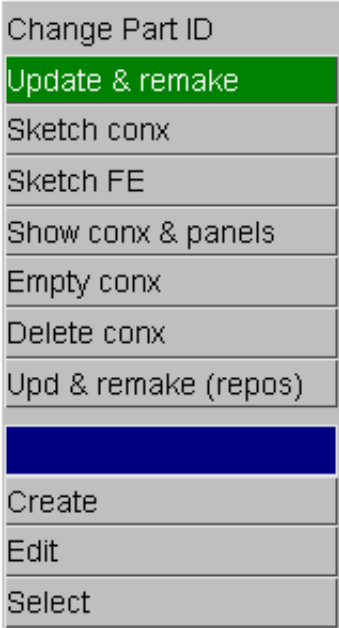 Change Part ID
Update & remake
Sketch conx
Sketch FE
Show conx & panels
Empty conx
Delete conx
Upd & remake (repos)
Create
Edit
Select